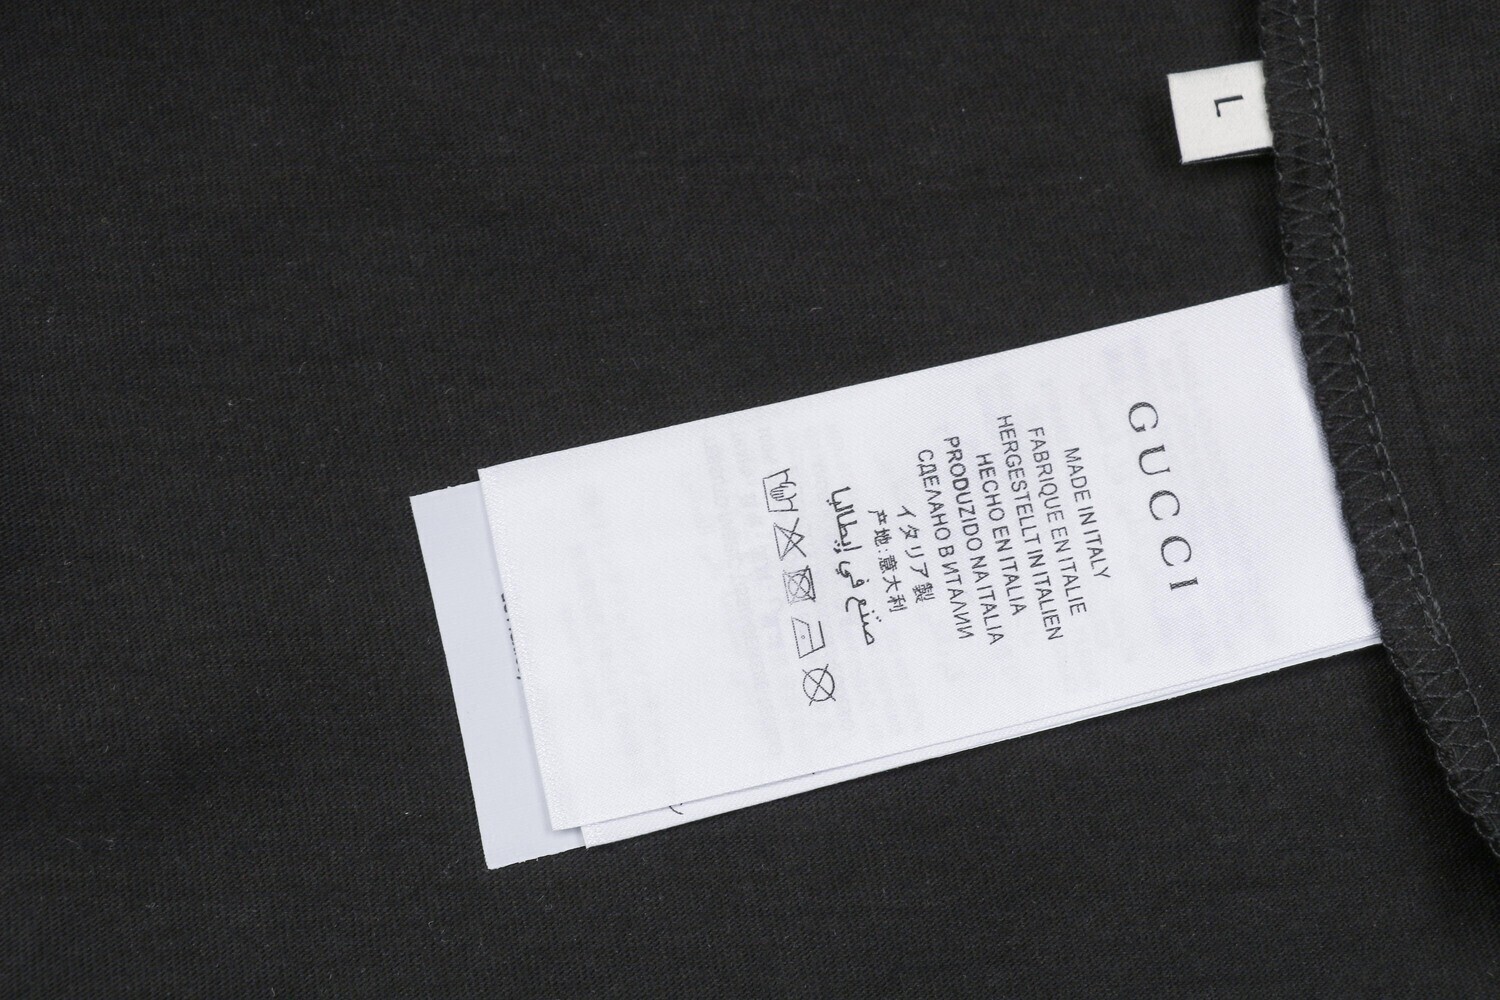 L
GUCCI
MADE IN ITALY
FABRIQUE EN ITALIE
HERGESTELLT IN ITALIEN
HECHO EN ITALIA
PRODUZIDO NA ITALIA
СДЕЛАНО В ИТАЛИИ
イタリア製
产地:意大利
صنع في إيطاليا